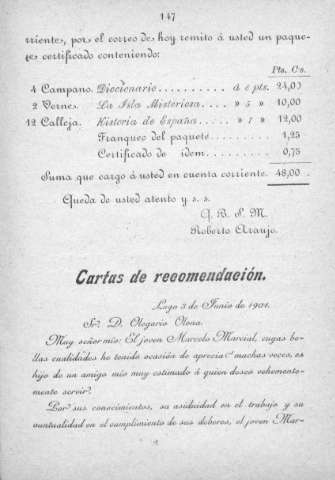 147
rriente, por el correo de hoy remito á usted un paque-
te certificado conteniendo:
Pts. Cs.
4 Campano. Diccionario á 6 pts. 24,00
2 Verne. La Isla Misteriosa » 5 » 10,00
12 Calleja. Historia de España » 1 » 12,00
Franqueo del paquete 1,25
Certificado de idem 0,75
Suma que cargo á usted en cuenta corriente. 48,00
Queda de usted atento y s. s.
Q. B. S. M.
Roberto Araujo.
Cartas de recomendación.
Lugo 3 de Junio de 1901.
Sr. D. Olegario Olona.
Muy señor mío: El joven Marcelo Marcial, cuyas be-
llas cualidades he tenido ocasión de apreciar muchas veces, es
hijo de un amigo mío muy estimado á quien deseo vehemente-
mente servir.
Por sus conocimientos, su asiduidad en el trabajo y su
puntualidad en el cumplimiento de sus deberes, el joven Mar-